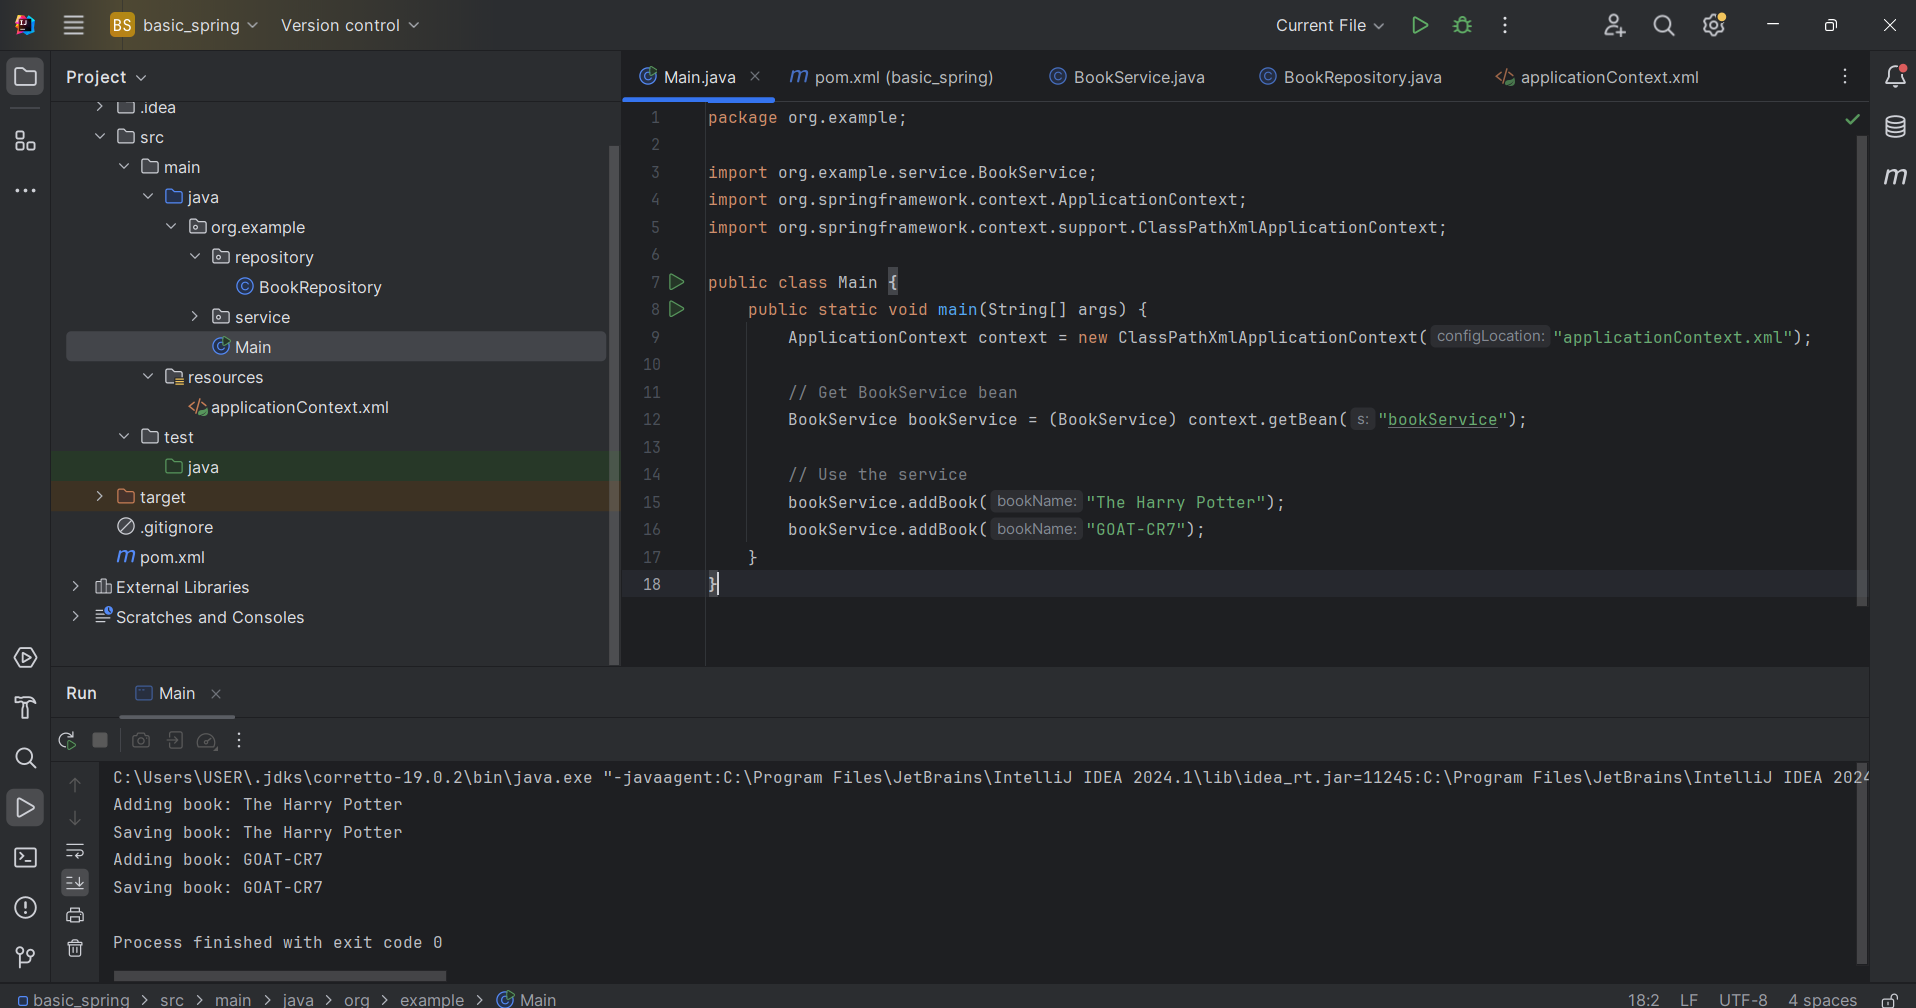 BS basic_spring Version control Current File
Project
.idea
src
main
java
org.example
repository
BookRepository
service
Main
resources
applicationContext.xml
test
java
target
.gitignore
pom.xml
External Libraries
Scratches and Consoles
Main.java pom.xml (basic_spring) BookService.java BookRepository.java applicationContext.xml
1 package org.example;
2
3 import org.example.service.BookService;
4 import org.springframework.context.ApplicationContext;
5 import org.springframework.context.support.ClassPathXmlApplicationContext;
6
7 public class Main {
8 public static void main(String[] args) {
9 ApplicationContext context = new ClassPathXmlApplicationContext( configLocation: "applicationContext.xml");
10
11 // Get BookService bean
12 BookService bookService = (BookService) context.getBean( s: "bookService");
13
14 // Use the service
15 bookService.addBook( bookName: "The Harry Potter");
16 bookService.addBook( bookName: "GOAT-CR7");
17 }
18 }
Run Main
C:\Users\USER\.jdks\corretto-19.0.2\bin\java.exe "-javaagent:C:\Program Files\JetBrains\IntelliJ IDEA 2024.1\lib\idea_rt.jar=11245:C:\Program Files\JetBrains\IntelliJ IDEA 2024
Adding book: The Harry Potter
Saving book: The Harry Potter
Adding book: GOAT-CR7
Saving book: GOAT-CR7
Process finished with exit code 0
basic_spring > src > main > java > org > example > Main 18:2 LF UTF-8 4 spaces